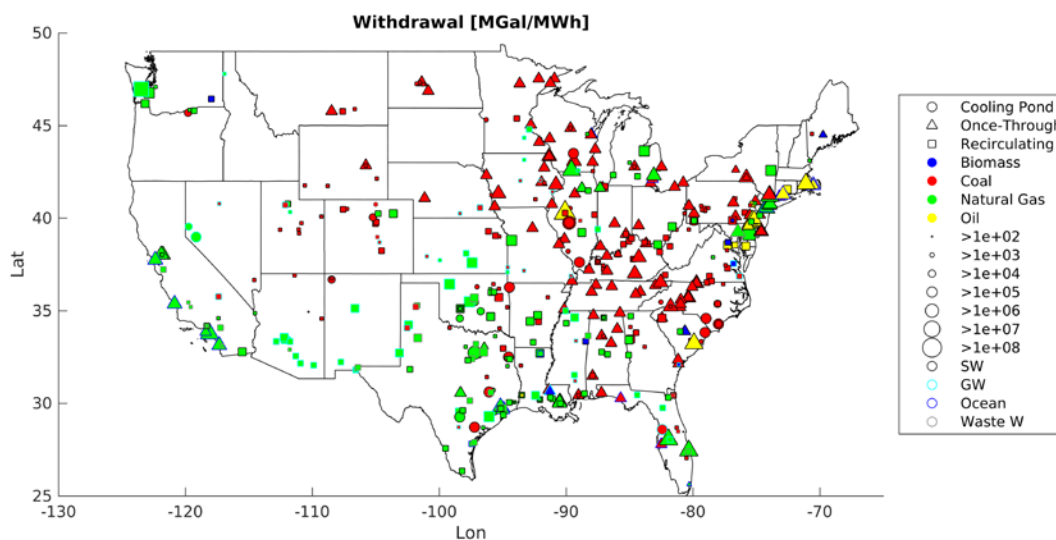 Withdrawal [MGal/MWh]
50
45
40
35
30
25
Lat
-130
-120
-110
-100
-90
-80
-70
Lon
Cooling Pond
Once-Through
Recirculating
Biomass
Coal
Natural Gas
Oil
>1e+02
>1e+03
>1e+04
>1e+05
>1e+06
>1e+07
>1e+08
SW
GW
Ocean
Waste W